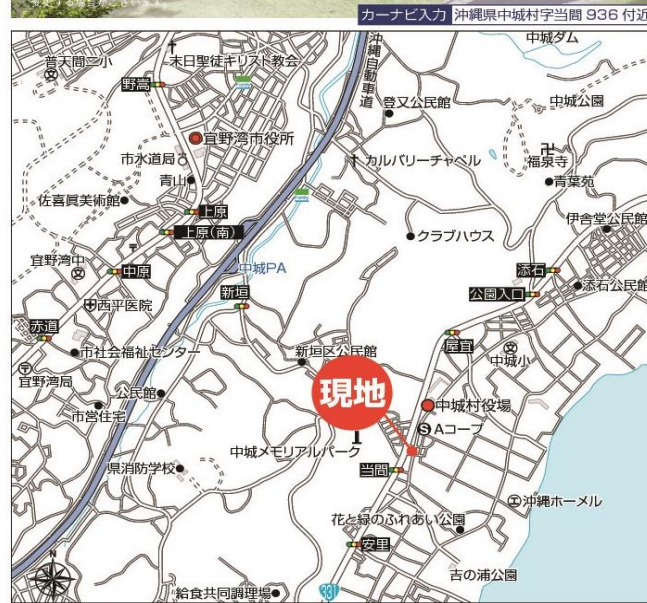 カーナビ入力 沖縄県中城村字当間936付近
中城ダム
沖縄自動車道
普天間二小
末日聖徒キリスト教会
野嵩
登又公民館
中城公園
宜野湾市役所
市水道局
カルバリーチャペル
福泉寺
青山
青葉苑
佐喜眞美術館
上原
伊舎堂公民館
上原(南)
クラブハウス
宜野湾中
中原
中城PA
添石
新垣
公園入口
添石公民館
西平医院
赤道
屋宜
市社会福祉センター
新垣区公民館
中城小
宜野湾局
公民館
現地
中城村役場
市営住宅
Aコープ
中城メモリアルパーク
県消防学校
当間
沖縄ホーメル
花と緑のふれあい公園
安里
吉の浦公園
N
給食共同調理場
331